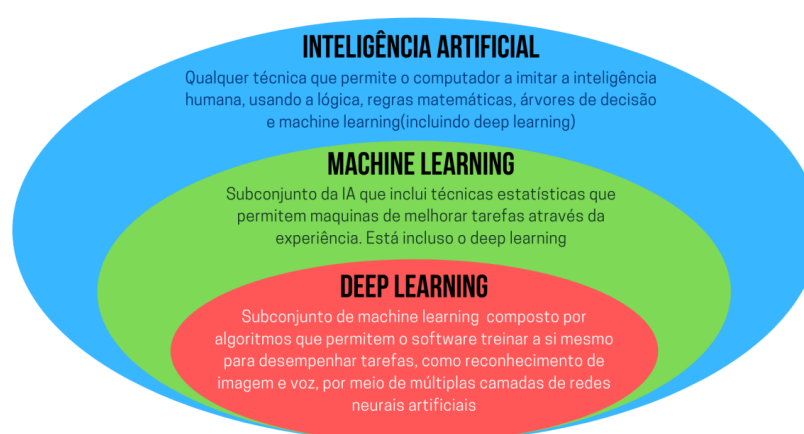 INTELIGÊNCIA ARTIFICIAL
Qualquer técnica que permite o computador a imitar a inteligência
humana, usando a lógica, regras matemáticas, árvores de decisão
e machine learning(incluindo deep learning)
MACHINE LEARNING
Subconjunto da IA que inclui técnicas estatísticas que
permitem maquinas de melhorar tarefas através da
experiência. Está incluso o deep learning
DEEP LEARNING
Subconjunto de machine learning composto por
algoritmos que permitem o software treinar a si mesmo
para desempenhar tarefas, como reconhecimento de
imagem e voz, por meio de múltiplas camadas de redes
neurais artificiais